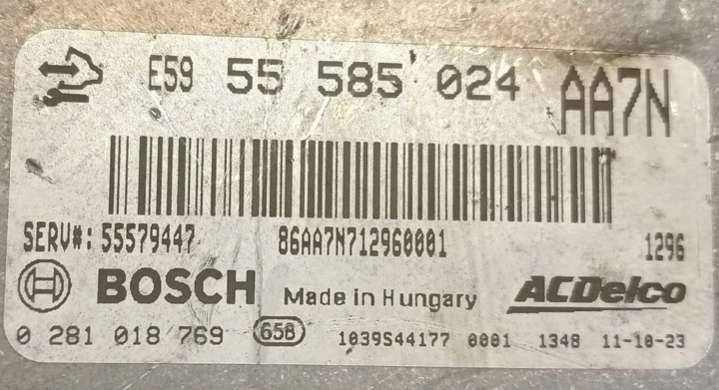 E59 55 585 024 AA7N
SERV#: 55579447 86AA7N712960001 1296
BOSCH Made in Hungary ACDelco
0 281 018 769 658 1039S44177 0001 1348 11-10-23